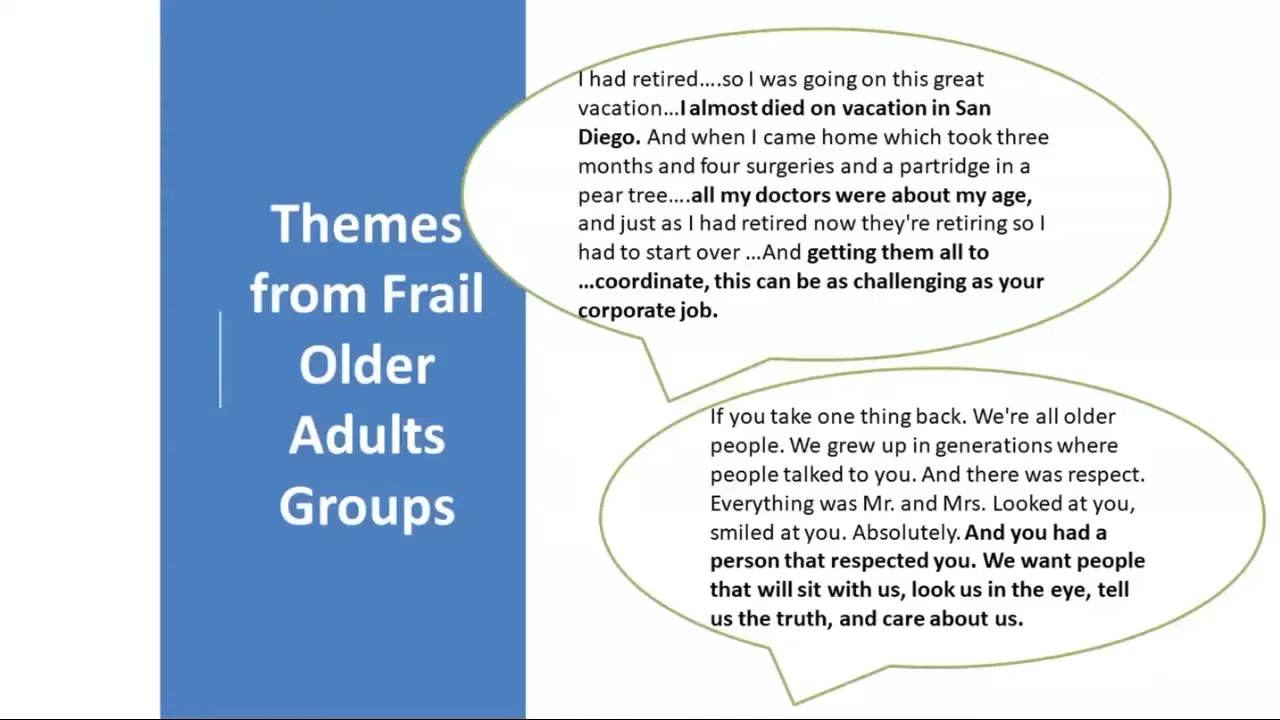 Themes
from Frail
Older
Adults
Groups
I had retired....so I was going on this great
vacation...I almost died on vacation in San
Diego. And when I came home which took three
months and four surgeries and a partridge in a
pear tree....all my doctors were about my age,
and just as I had retired now they're retiring so I
had to start over ...And getting them all to
...coordinate, this can be as challenging as your
corporate job.
If you take one thing back. We're all older
people. We grew up in generations where
people talked to you. And there was respect.
Everything was Mr. and Mrs. Looked at you,
smiled at you. Absolutely. And you had a
person that respected you. We want people
that will sit with us, look us in the eye, tell
us the truth, and care about us.